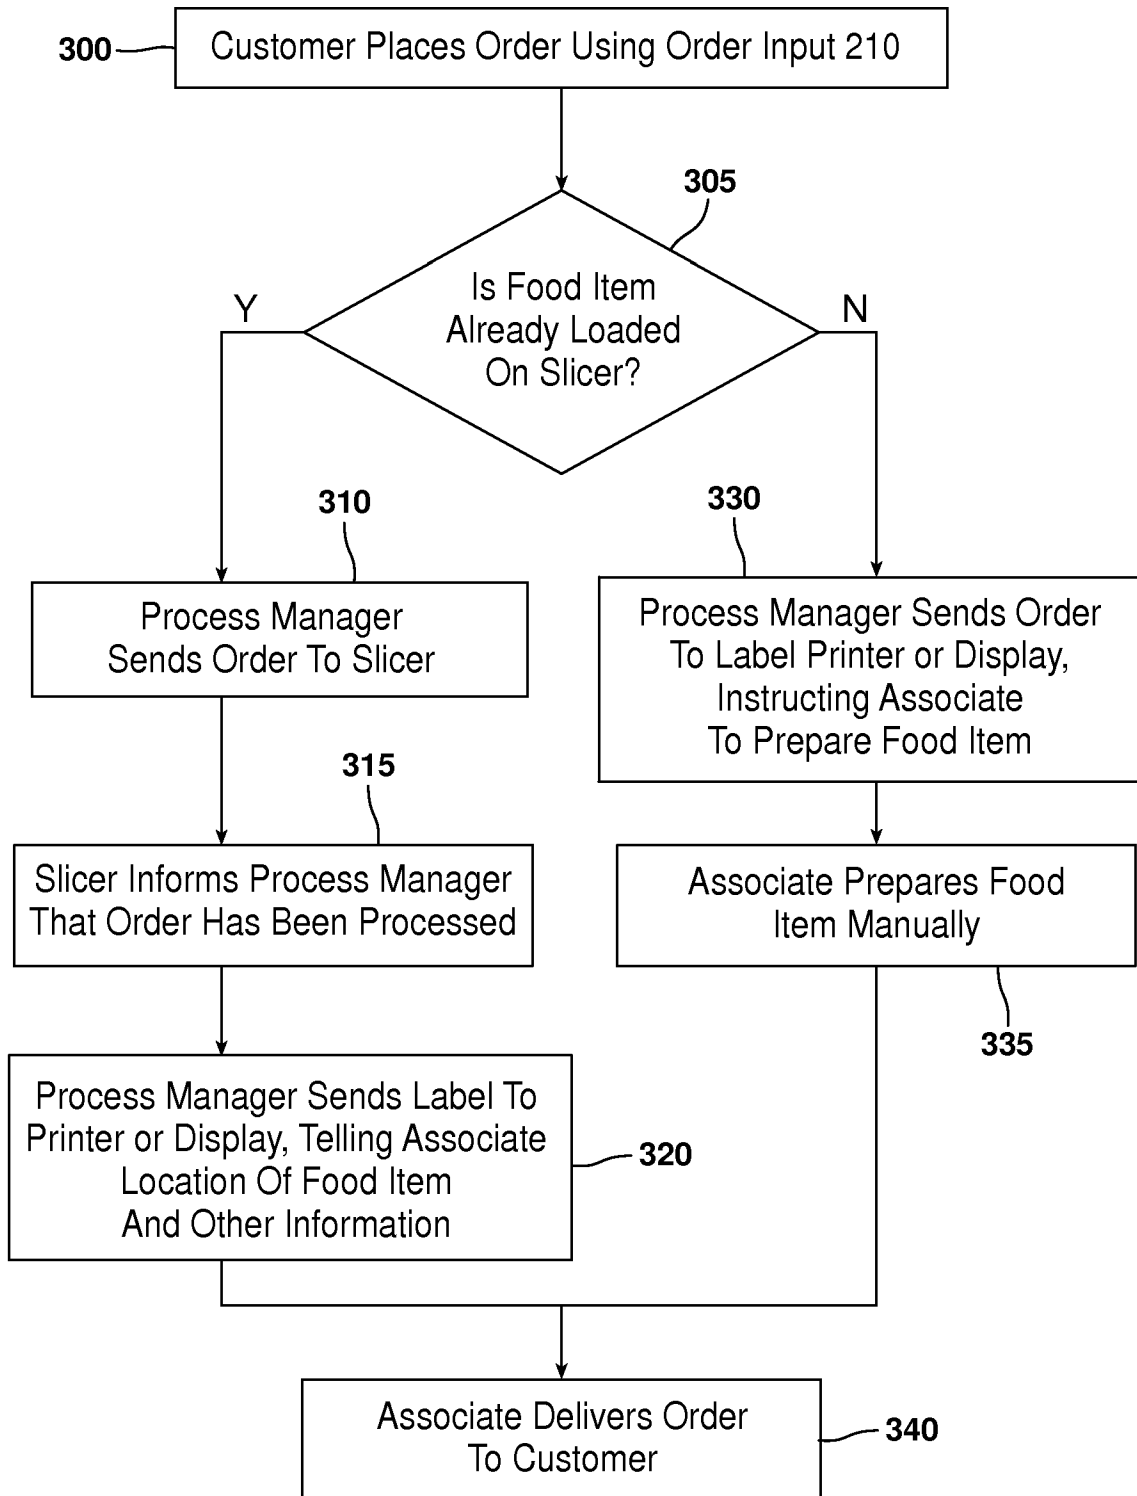 300
Customer Places Order Using Order Input 210
305
Is Food Item
Already Loaded
On Slicer?
Y
N
310
Process Manager
Sends Order To Slicer
330
Process Manager Sends Order
To Label Printer or Display,
Instructing Associate
To Prepare Food Item
315
Slicer Informs Process Manager
That Order Has Been Processed
Associate Prepares Food
Item Manually
335
Process Manager Sends Label To
Printer or Display, Telling Associate
Location Of Food Item
And Other Information
320
Associate Delivers Order
To Customer
340